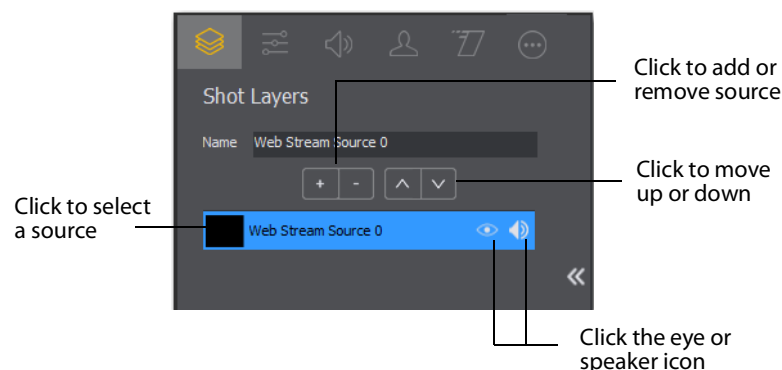 Shot Layers
Click to add or
remove source
Name Web Stream Source 0
+ -
Click to move
up or down
Click to select
a source
Web Stream Source 0
Click the eye or
speaker icon